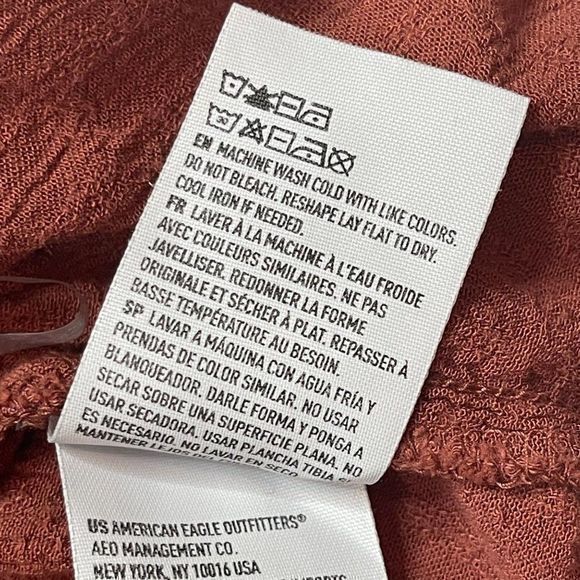 EN MACHINE WASH COLD WITH LIKE COLORS.
DO NOT BLEACH. RESHAPE LAY FLAT TO DRY.
COOL IRON IF NEEDED.
FR LAVER À LA MACHINE À L'EAU FROIDE
AVEC COULEURS SIMILAIRES. NE PAS
JAVELLISER. REDONNER LA FORME
ORIGINALE ET SÉCHER À PLAT. REPASSER À
BASSE TEMPÉRATURE AU BESOIN.
SP LAVAR A MÁQUINA CON AGUA FRÍA Y
PRENDAS DE COLOR SIMILAR. NO USAR
BLANQUEADOR, DARLE FORMA Y PONGA A
SECAR SOBRE UNA SUPERFICIE PLANA, NO
USAR SECADORA. USAR PLANCHA TIBIA SI
ES NECESARIO. NO LAVAR EN SECO
MANTENER LEJOS
US AMERICAN EAGLE OUTFITTERS®
AEO MANAGEMENT CO.
NEW YORK, NY 10016 USA